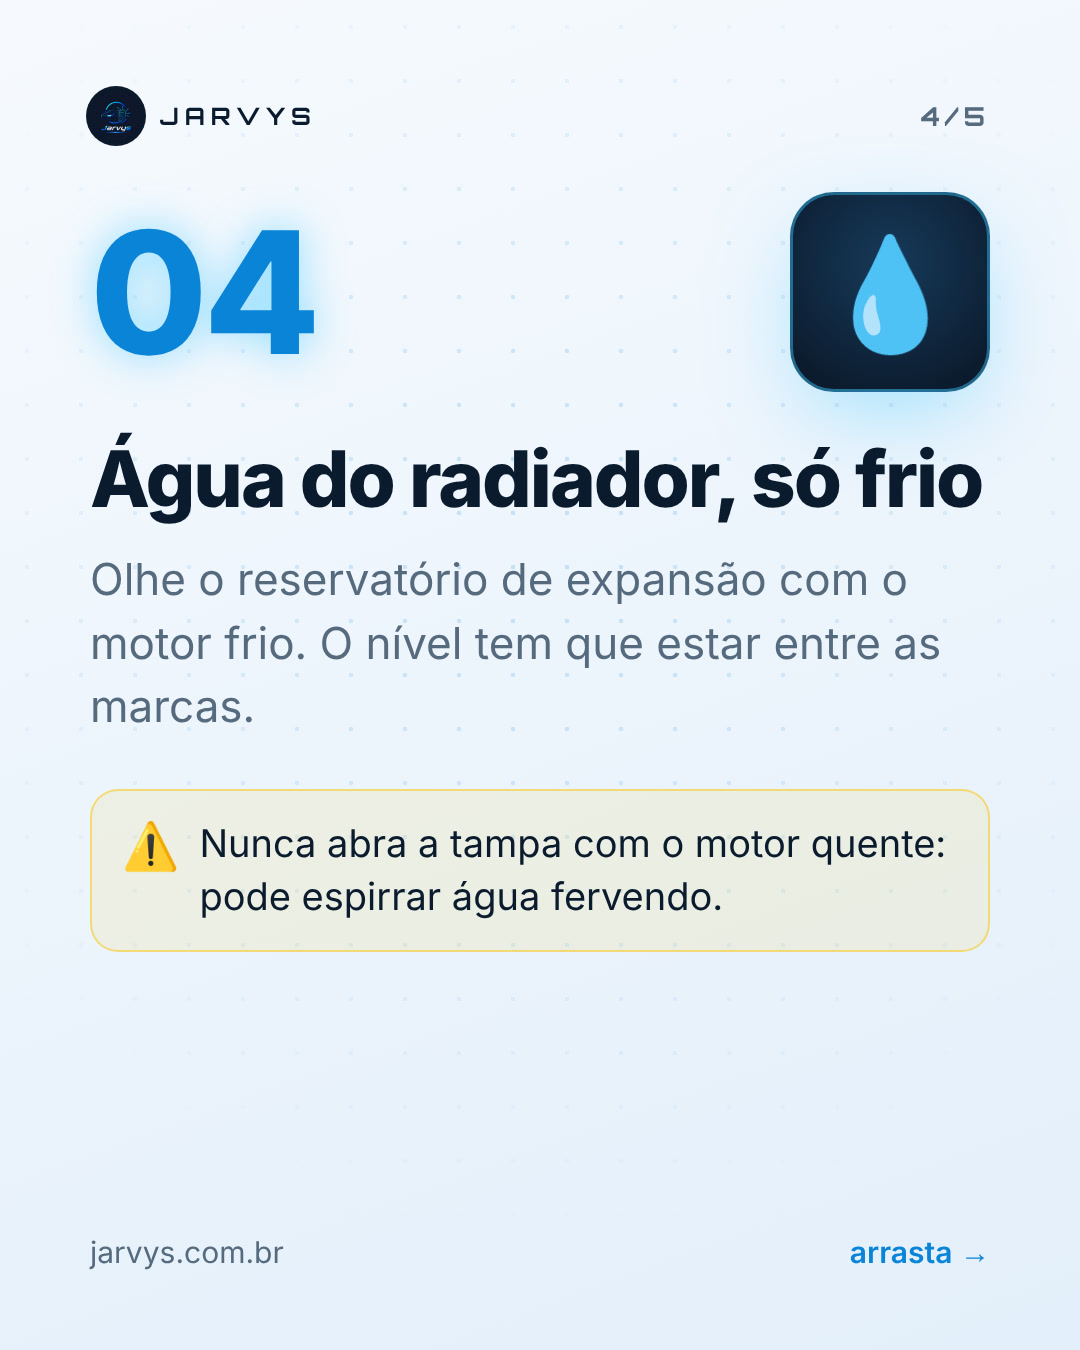 JARVYS
4/5
04
Água do radiador, só frio
Olhe o reservatório de expansão com o
motor frio. O nível tem que estar entre as
marcas.
Nunca abra a tampa com o motor quente:
pode espirrar água fervendo.
jarvys.com.br
arrasta →